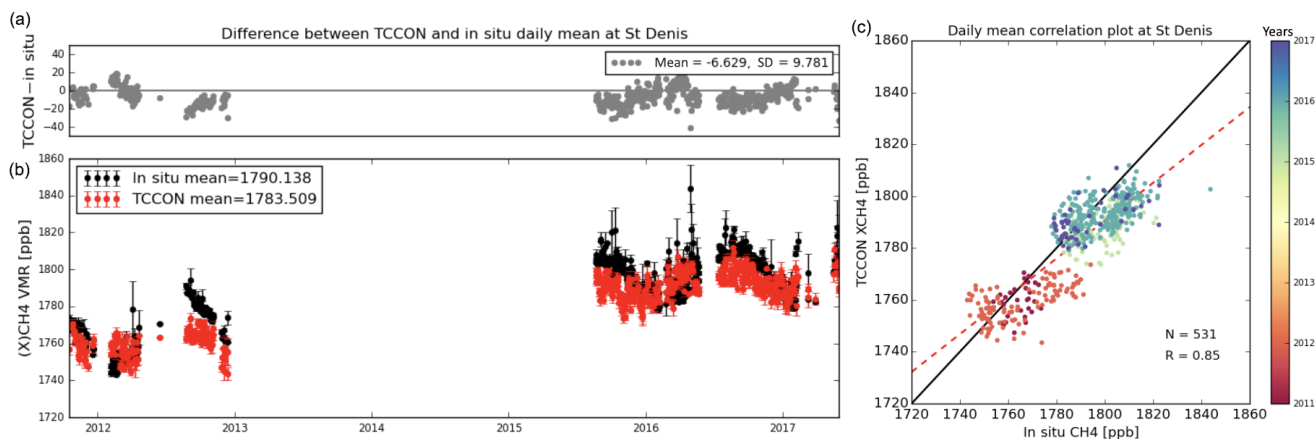 (a)
Difference between TCCON and in situ daily mean at St Denis
TCCON −in situ
40
20
0
−20
−40
Mean = -6.629, SD = 9.781
(b)
(X)CH4 VMR [ppb]
1860
1840
1820
1800
1780
1760
1740
1720
In situ mean=1790.138
TCCON mean=1783.509
2012
2013
2014
2015
2016
2017
(c)
Daily mean correlation plot at St Denis
TCCON XCH4 [ppb]
1860
1840
1820
1800
1780
1760
1740
1720
N = 531
R = 0.85
1720
1740
1760
1780
1800
1820
1840
1860
In situ CH4 [ppb]
Years
2017
2016
2015
2014
2013
2012
2011